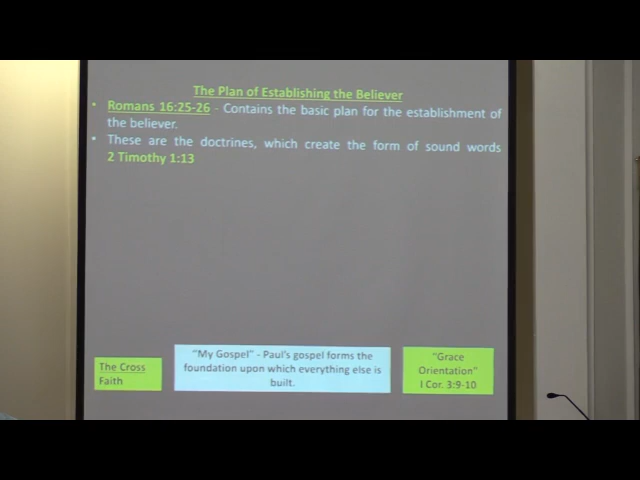 The Plan of Establishing the Believer
• Romans 16:25-26 - Contains the basic plan for the establishment of
the believer.
• These are the doctrines, which create the form of sound words
2 Timothy 1:13
The Cross
Faith
“My Gospel” - Paul’s gospel forms the
foundation upon which everything else is
built.
“Grace
Orientation”
I Cor. 3:9-10